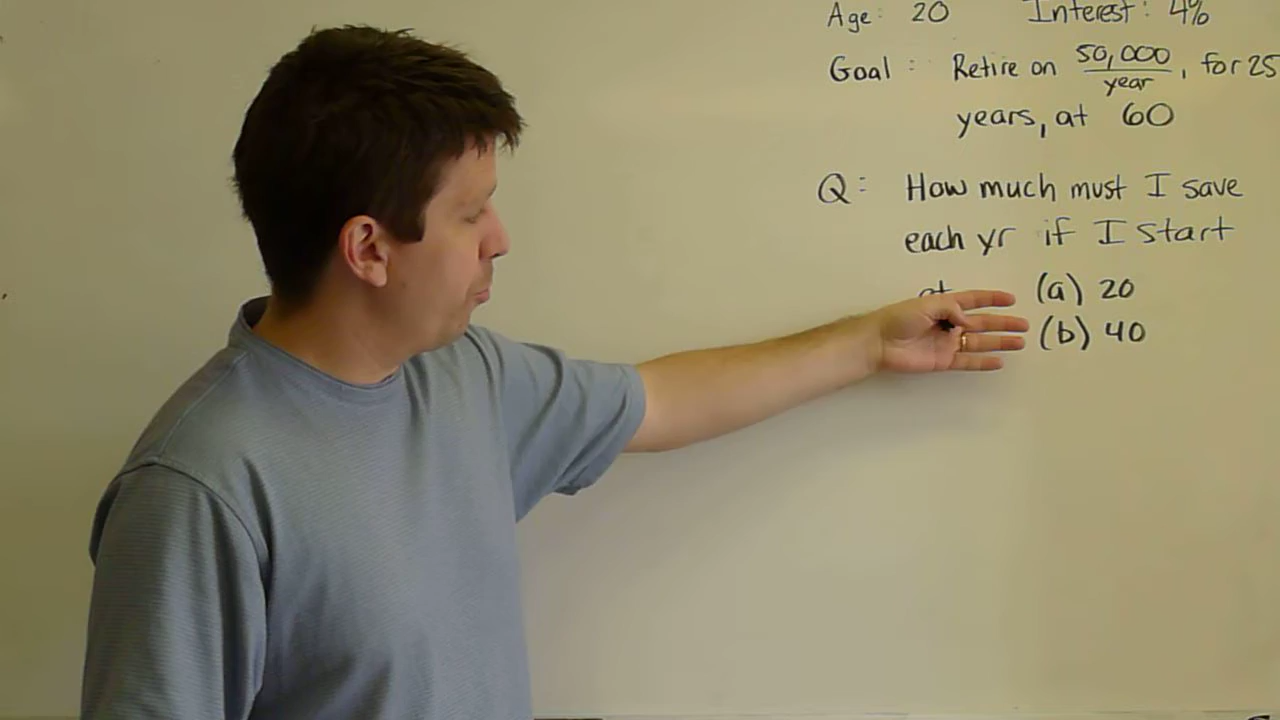 Age: 20 Interest: 4%
Goal: Retire on 50,000/year, for 25
years, at 60
Q: How much must I save
each yr if I start
at (a) 20
(b) 40